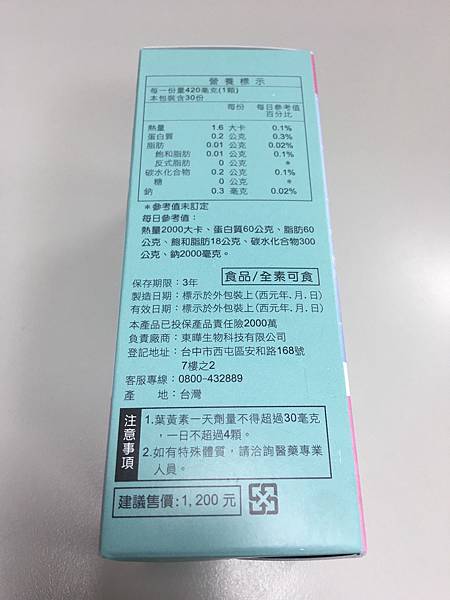 營養標示
每一份量420毫克(1顆)
本包裝含30份
每份 每日參考值百分比
熱量 1.6 大卡 0.1%
蛋白質 0.2 公克 0.3%
脂肪 0.01 公克 0.02%
飽和脂肪 0.01 公克 0.1%
反式脂肪 0 公克 *
碳水化合物 0.2 公克 0.1%
糖 0 公克 *
鈉 0.3 毫克 0.02%
*參考值未訂定
每日參考值:
熱量2000大卡、蛋白質60公克、脂肪60
公克、飽和脂肪18公克、碳水化合物300
公克、鈉2000毫克。
食品/全素可食
保存期限:3年
製造日期:標示於外包裝上(西元年.月.日)
有效日期:標示於外包裝上(西元年.月.日)
本產品已投保產品責任險2000萬
負責廠商:東曄生物科技有限公司
登記地址:台中市西屯區安和路168號
7樓之2
客服專線:0800-432889
產 地:台灣
注意事項
1.葉黃素一天劑量不得超過30毫克
,一日不超過4顆。
2.如有特殊體質,請洽詢醫藥專業
人員。
建議售價:1,200元